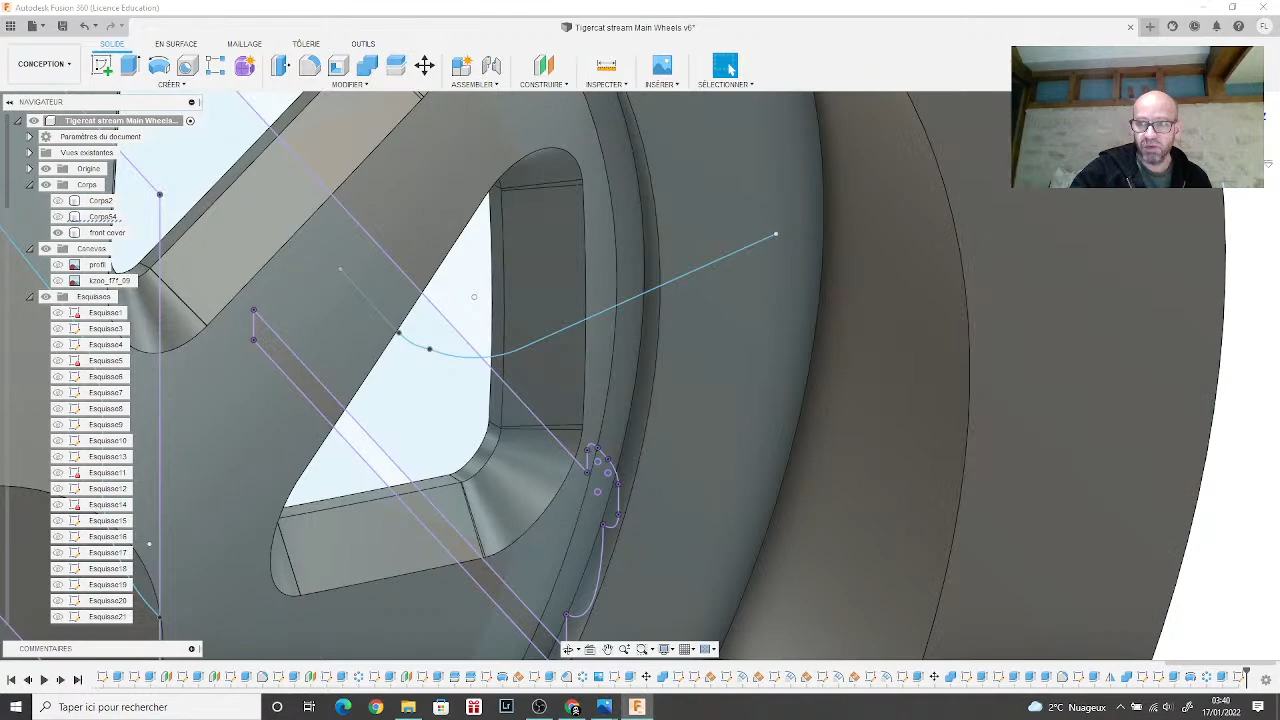 Autodesk Fusion 360 (Licence Education)
Tigercat stream Main Wheels v6*
FL
CONCEPTION
SOLIDE
EN SURFACE
MAILLAGE
TÔLERIE
OUTILS
CRÉER
MODIFIER
ASSEMBLER
CONSTRUIRE
INSPECTER
INSÉRER
SÉLECTIONNER
NAVIGATEUR
Tigercat stream Main Wheels...
Paramètres du document
Vues existantes
Origine
Corps
Corps2
Corps54
front cover
Canevas
profil
kzoo_f7f_09
Esquisses
Esquisse1
Esquisse3
Esquisse4
Esquisse5
Esquisse6
Esquisse7
Esquisse8
Esquisse9
Esquisse10
Esquisse13
Esquisse11
Esquisse12
Esquisse14
Esquisse15
Esquisse16
Esquisse17
Esquisse18
Esquisse19
Esquisse20
Esquisse21
COMMENTAIRES
Taper ici pour rechercher
2°C Nuageux
03:40
17/01/2022